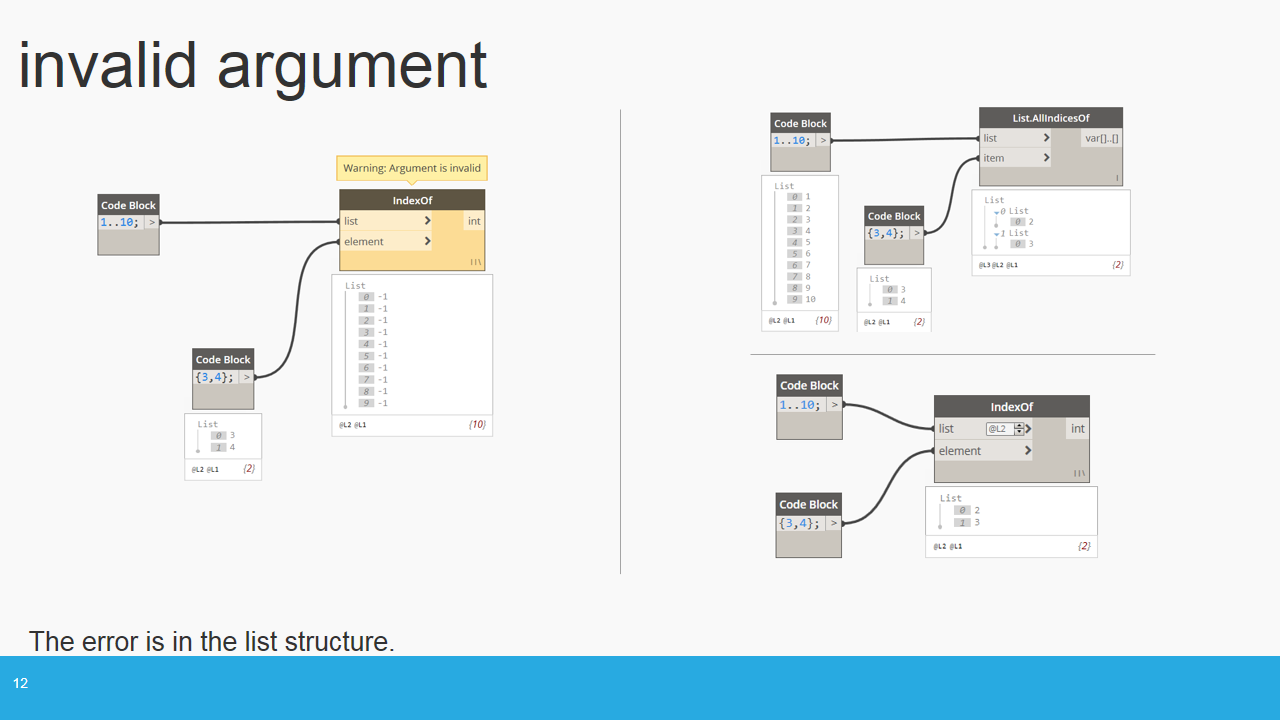 invalid argument
Warning: Argument is invalid
Code Block
1..10; >
IndexOf
list > int
element >
List
0 -1
1 -1
2 -1
3 -1
4 -1
5 -1
6 -1
7 -1
8 -1
9 -1
@L2 @L1 {10}
Code Block
{3,4}; >
List
0 3
1 4
@L2 @L1 {2}
Code Block
1..10; >
List
0 1
1 2
2 3
3 4
4 5
5 6
6 7
7 8
8 9
9 10
@L2 @L1 {10}
Code Block
{3,4}; >
List
0 3
1 4
@L2 @L1 {2}
List.AllIndicesOf
list > var[]..[]
item >
List
0 List
0 2
1 List
0 3
@L3 @L2 @L1 {2}
Code Block
1..10; >
Code Block
{3,4}; >
IndexOf
list @L2 > int
element >
List
0 2
1 3
@L2 @L1 {2}
The error is in the list structure.
12